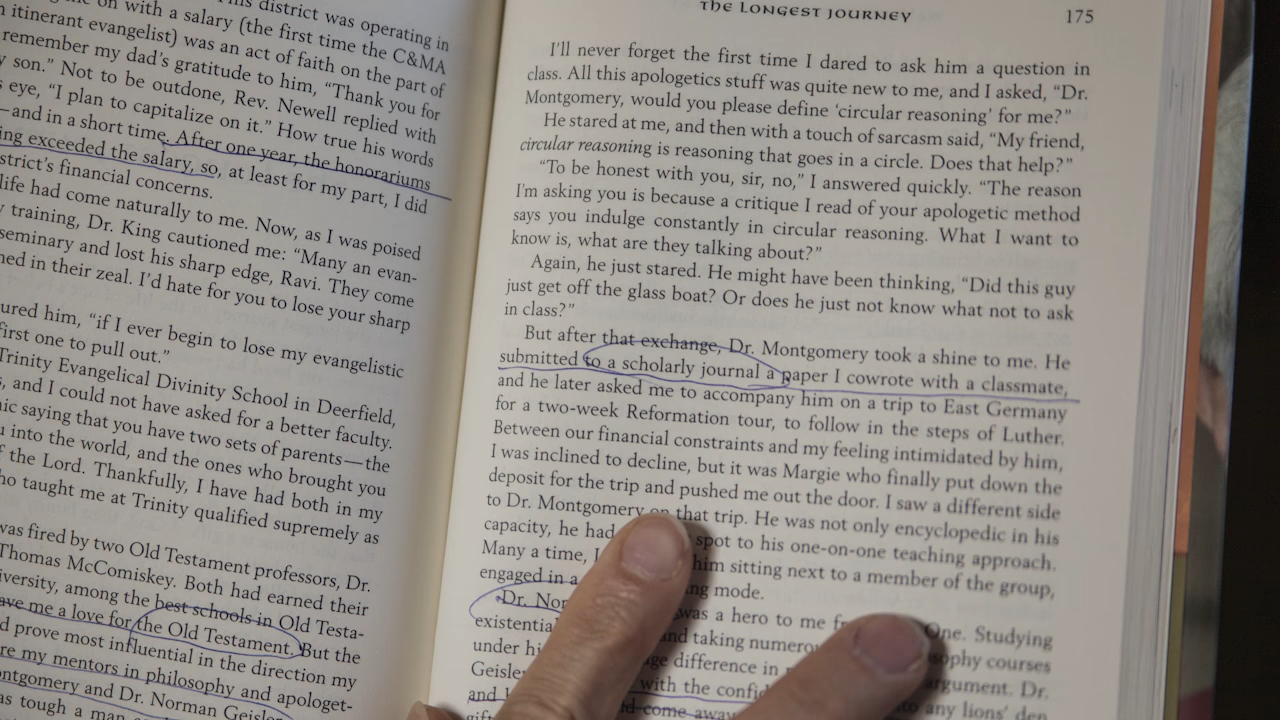 on with a salary (the first time the C&MA
This district was operating in
itinerant evangelist) was an act of faith on the part of
remember my dad's gratitude to him, "Thank you for
son." Not to be outdone, Rev. Newell replied with
eye, "I plan to capitalize on it." How true his words
—and in a short time. After one year, the honorariums
ing exceeded the salary, so, at least for my part, I did
strict's financial concerns.
life had come naturally to me. Now, as I was poised
training, Dr. King cautioned me: "Many an evan-
seminary and lost his sharp edge, Ravi. They come
ned in their zeal. I'd hate for you to lose your sharp
ured him, "if I ever begin to lose my evangelistic
first one to pull out."
Trinity Evangelical Divinity School in Deerfield,
, and I could not have asked for a better faculty.
ic saying that you have two sets of parents—the
u into the world, and the ones who brought you
f the Lord. Thankfully, I have had both in my
ho taught me at Trinity qualified supremely as
was fired by two Old Testament professors, Dr.
Thomas McComiskey. Both had earned their
iversity, among the best schools in Old Testa-
ave me a love for the Old Testament. But the
d prove most influential in the direction my
re my mentors in philosophy and apologet-
ontgomery and Dr. Norman Geisler
as tough a man
THE LONGEST JOURNEY 175
I'll never forget the first time I dared to ask him a question in
class. All this apologetics stuff was quite new to me, and I asked, "Dr.
Montgomery, would you please define 'circular reasoning' for me?"
He stared at me, and then with a touch of sarcasm said, "My friend,
circular reasoning is reasoning that goes in a circle. Does that help?"
"To be honest with you, sir, no," I answered quickly. "The reason
I'm asking you is because a critique I read of your apologetic method
says you indulge constantly in circular reasoning. What I want to
know is, what are they talking about?"
Again, he just stared. He might have been thinking, "Did this guy
just get off the glass boat? Or does he just not know what not to ask
in class?"
But after that exchange, Dr. Montgomery took a shine to me. He
submitted to a scholarly journal a paper I cowrote with a classmate,
and he later asked me to accompany him on a trip to East Germany
for a two-week Reformation tour, to follow in the steps of Luther.
Between our financial constraints and my feeling intimidated by him,
I was inclined to decline, but it was Margie who finally put down the
deposit for the trip and pushed me out the door. I saw a different side
to Dr. Montgomery on that trip. He was not only encyclopedic in his
capacity, he had spot to his one-on-one teaching approach.
Many a time, I him sitting next to a member of the group,
engaged in a ng mode.
Dr. Nor was a hero to me fr One. Studying
existential and taking numerou sophy courses
under hi ge difference in argument. Dr.
Geisle with the confid to any lions' den
and come away